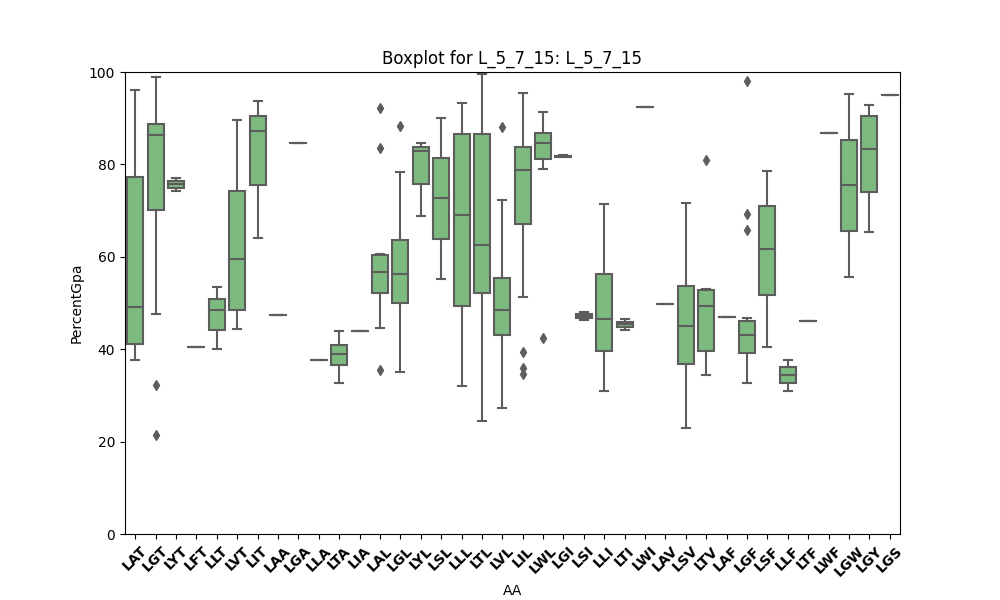 Boxplot for L_5_7_15: L_5_7_15
100
80
60
40
20
0
PercentGpa
LAT LGT LYT LFT LLT LVT LIT LAA LGA LLA LTA LIA LAL LGL LYL LSL LLL LTL LVL LIL LWL LGI LSI LLI LTI LWI LAV LSV LTV LAF LGF LSF LLF LTF LWF LGW LGY LGS
AA